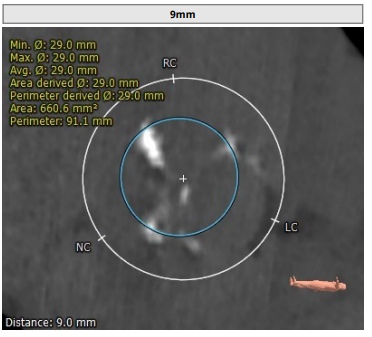 9mm
Min. Ø: 29.0 mm
Max. Ø: 29.0 mm
Avg. Ø: 29.0 mm
Area derived Ø: 29.0 mm
Perimeter derived Ø: 29.0 mm
Area: 660.6 mm²
Perimeter: 91.1 mm
RC
LC
NC
Distance: 9.0 mm